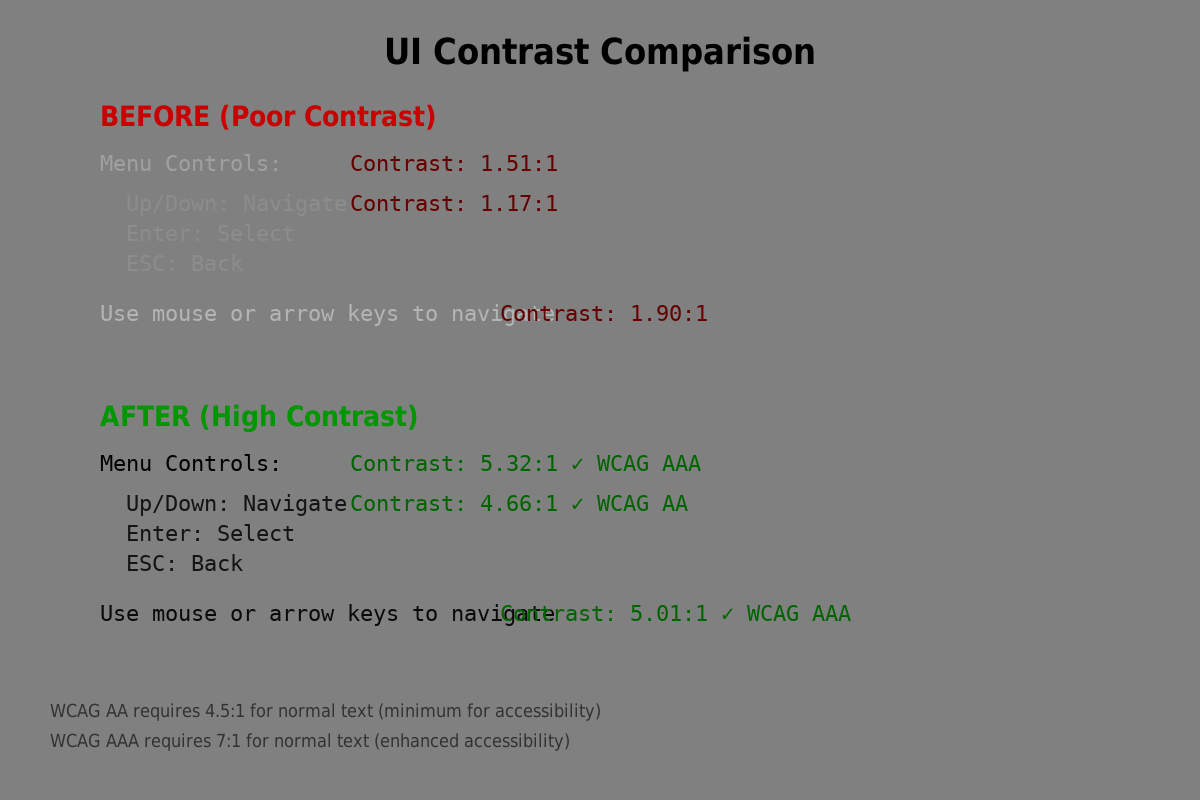 UI Contrast Comparison
BEFORE (Poor Contrast)
Menu Controls: Contrast: 1.51:1
Up/Down: Navigate Contrast: 1.17:1
Enter: Select
ESC: Back
Use mouse or arrow keys to navigate Contrast: 1.90:1
AFTER (High Contrast)
Menu Controls: Contrast: 5.32:1 ✓ WCAG AAA
Up/Down: Navigate Contrast: 4.66:1 ✓ WCAG AA
Enter: Select
ESC: Back
Use mouse or arrow keys to navigate Contrast: 5.01:1 ✓ WCAG AAA
WCAG AA requires 4.5:1 for normal text (minimum for accessibility)
WCAG AAA requires 7:1 for normal text (enhanced accessibility)